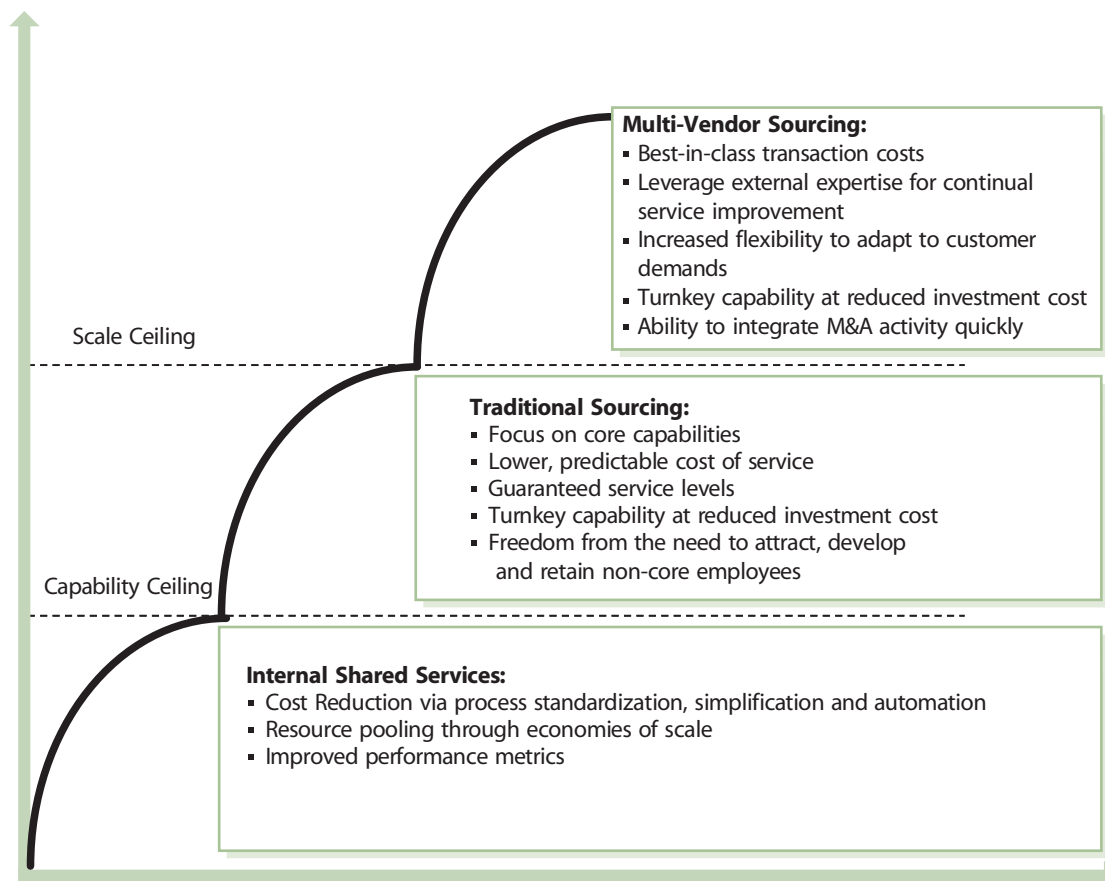 Multi-Vendor Sourcing:
▪ Best-in-class transaction costs
▪ Leverage external expertise for continual
service improvement
▪ Increased flexibility to adapt to customer
demands
▪ Turnkey capability at reduced investment cost
▪ Ability to integrate M&A activity quickly
Scale Ceiling
Traditional Sourcing:
▪ Focus on core capabilities
▪ Lower, predictable cost of service
▪ Guaranteed service levels
▪ Turnkey capability at reduced investment cost
▪ Freedom from the need to attract, develop
and retain non-core employees
Capability Ceiling
Internal Shared Services:
▪ Cost Reduction via process standardization, simplification and automation
▪ Resource pooling through economies of scale
▪ Improved performance metrics